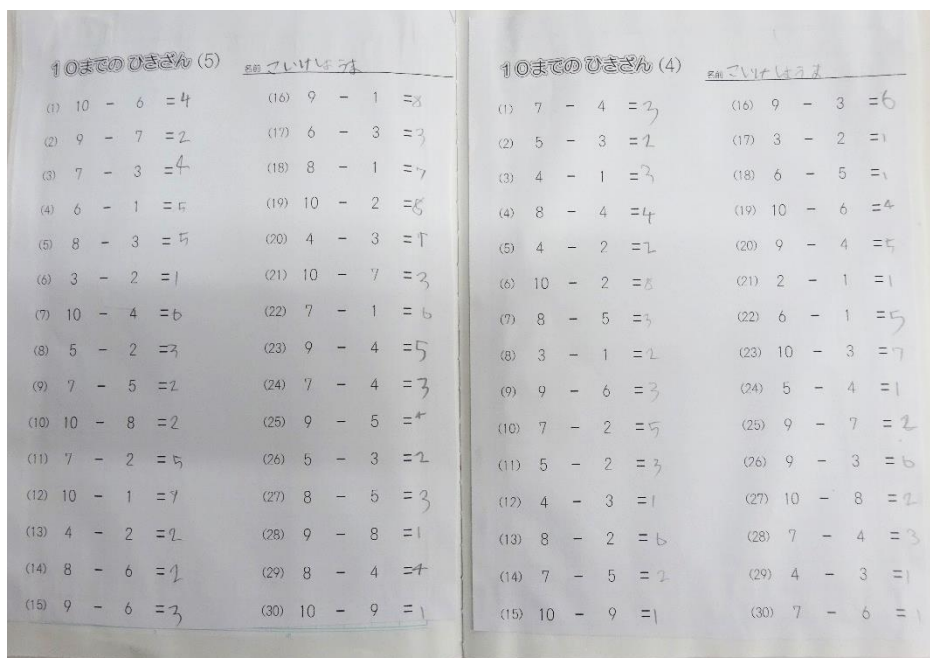 10までの ひきざん (5)
名前 こいけしょうま
(1) 10 - 6 =4
(2) 9 - 7 =2
(3) 7 - 3 =4
(4) 6 - 1 =5
(5) 8 - 3 =5
(6) 3 - 2 =1
(7) 10 - 4 =6
(8) 5 - 2 =3
(9) 7 - 5 =2
(10) 10 - 8 =2
(11) 7 - 2 =5
(12) 10 - 1 =9
(13) 4 - 2 =2
(14) 8 - 6 =2
(15) 9 - 6 =3
(16) 9 - 1 =8
(17) 6 - 3 =3
(18) 8 - 1 =7
(19) 10 - 2 =8
(20) 4 - 3 =1
(21) 10 - 7 =3
(22) 7 - 1 =6
(23) 9 - 4 =5
(24) 7 - 4 =3
(25) 9 - 5 =4
(26) 5 - 3 =2
(27) 8 - 5 =3
(28) 9 - 8 =1
(29) 8 - 4 =4
(30) 10 - 9 =1
10までの ひきざん (4)
名前 こいけしょうま
(1) 7 - 4 =3
(2) 5 - 3 =2
(3) 4 - 1 =3
(4) 8 - 4 =4
(5) 4 - 2 =2
(6) 10 - 2 =8
(7) 8 - 5 =3
(8) 3 - 1 =2
(9) 9 - 6 =3
(10) 7 - 2 =5
(11) 5 - 2 =3
(12) 4 - 3 =1
(13) 8 - 2 =6
(14) 7 - 5 =2
(15) 10 - 9 =1
(16) 9 - 3 =6
(17) 3 - 2 =1
(18) 6 - 5 =1
(19) 10 - 6 =4
(20) 9 - 4 =5
(21) 2 - 1 =1
(22) 6 - 1 =5
(23) 10 - 3 =7
(24) 5 - 4 =1
(25) 9 - 7 =2
(26) 9 - 3 =6
(27) 10 - 8 =2
(28) 7 - 4 =3
(29) 4 - 3 =1
(30) 7 - 6 =1